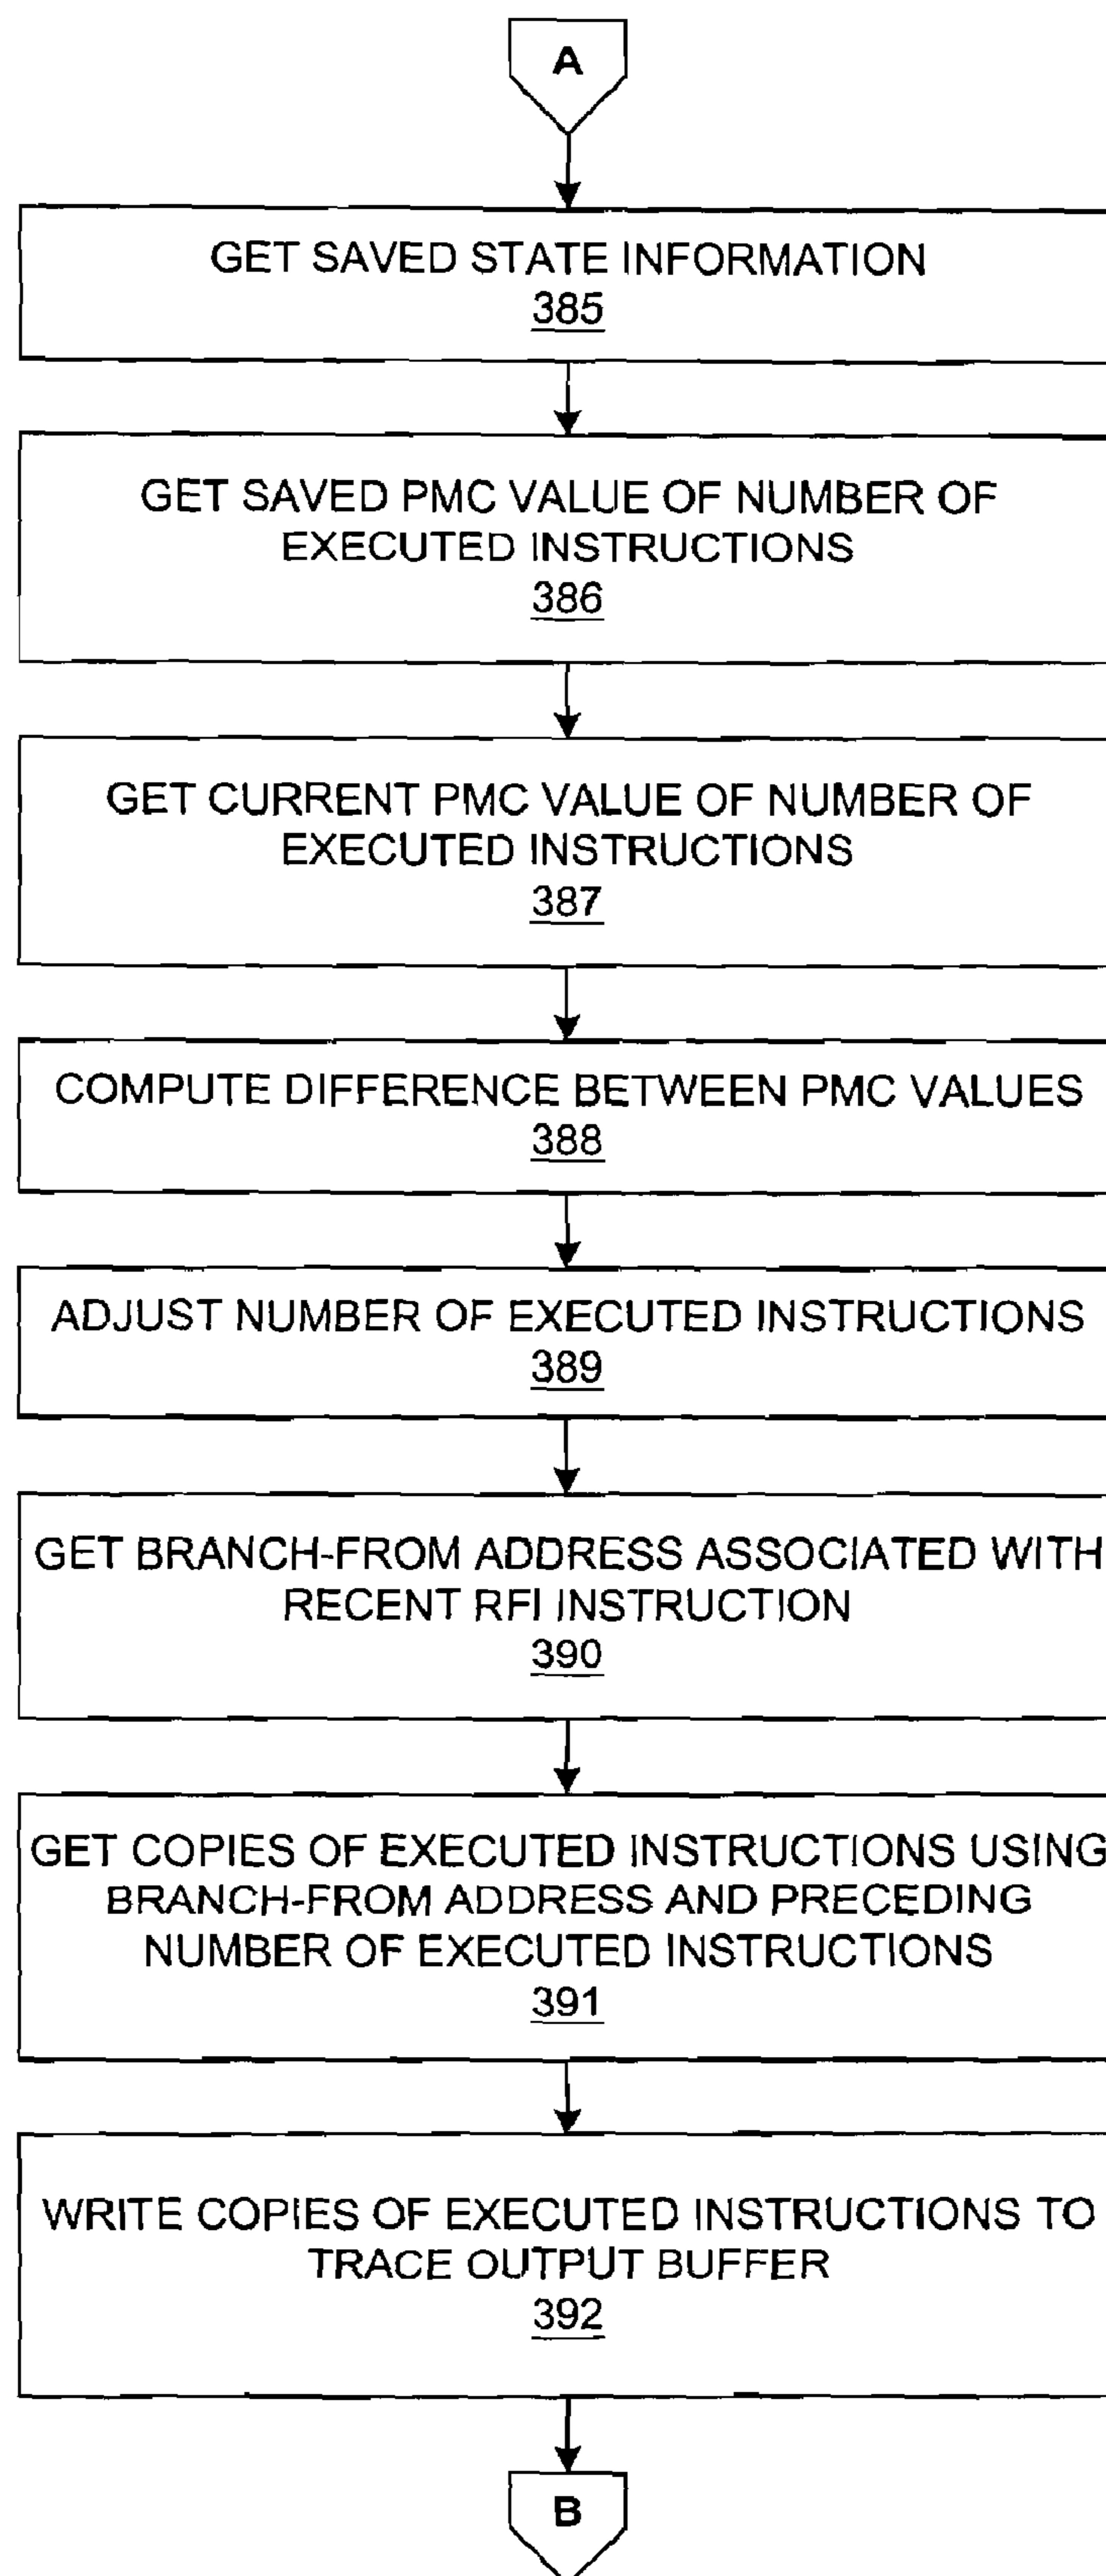 A
GET SAVED STATE INFORMATION
385
GET SAVED PMC VALUE OF NUMBER OF
EXECUTED INSTRUCTIONS
386
GET CURRENT PMC VALUE OF NUMBER OF
EXECUTED INSTRUCTIONS
387
COMPUTE DIFFERENCE BETWEEN PMC VALUES
388
ADJUST NUMBER OF EXECUTED INSTRUCTIONS
389
GET BRANCH-FROM ADDRESS ASSOCIATED WITH
RECENT RFI INSTRUCTION
390
GET COPIES OF EXECUTED INSTRUCTIONS USING
BRANCH-FROM ADDRESS AND PRECEDING
NUMBER OF EXECUTED INSTRUCTIONS
391
WRITE COPIES OF EXECUTED INSTRUCTIONS TO
TRACE OUTPUT BUFFER
392
B